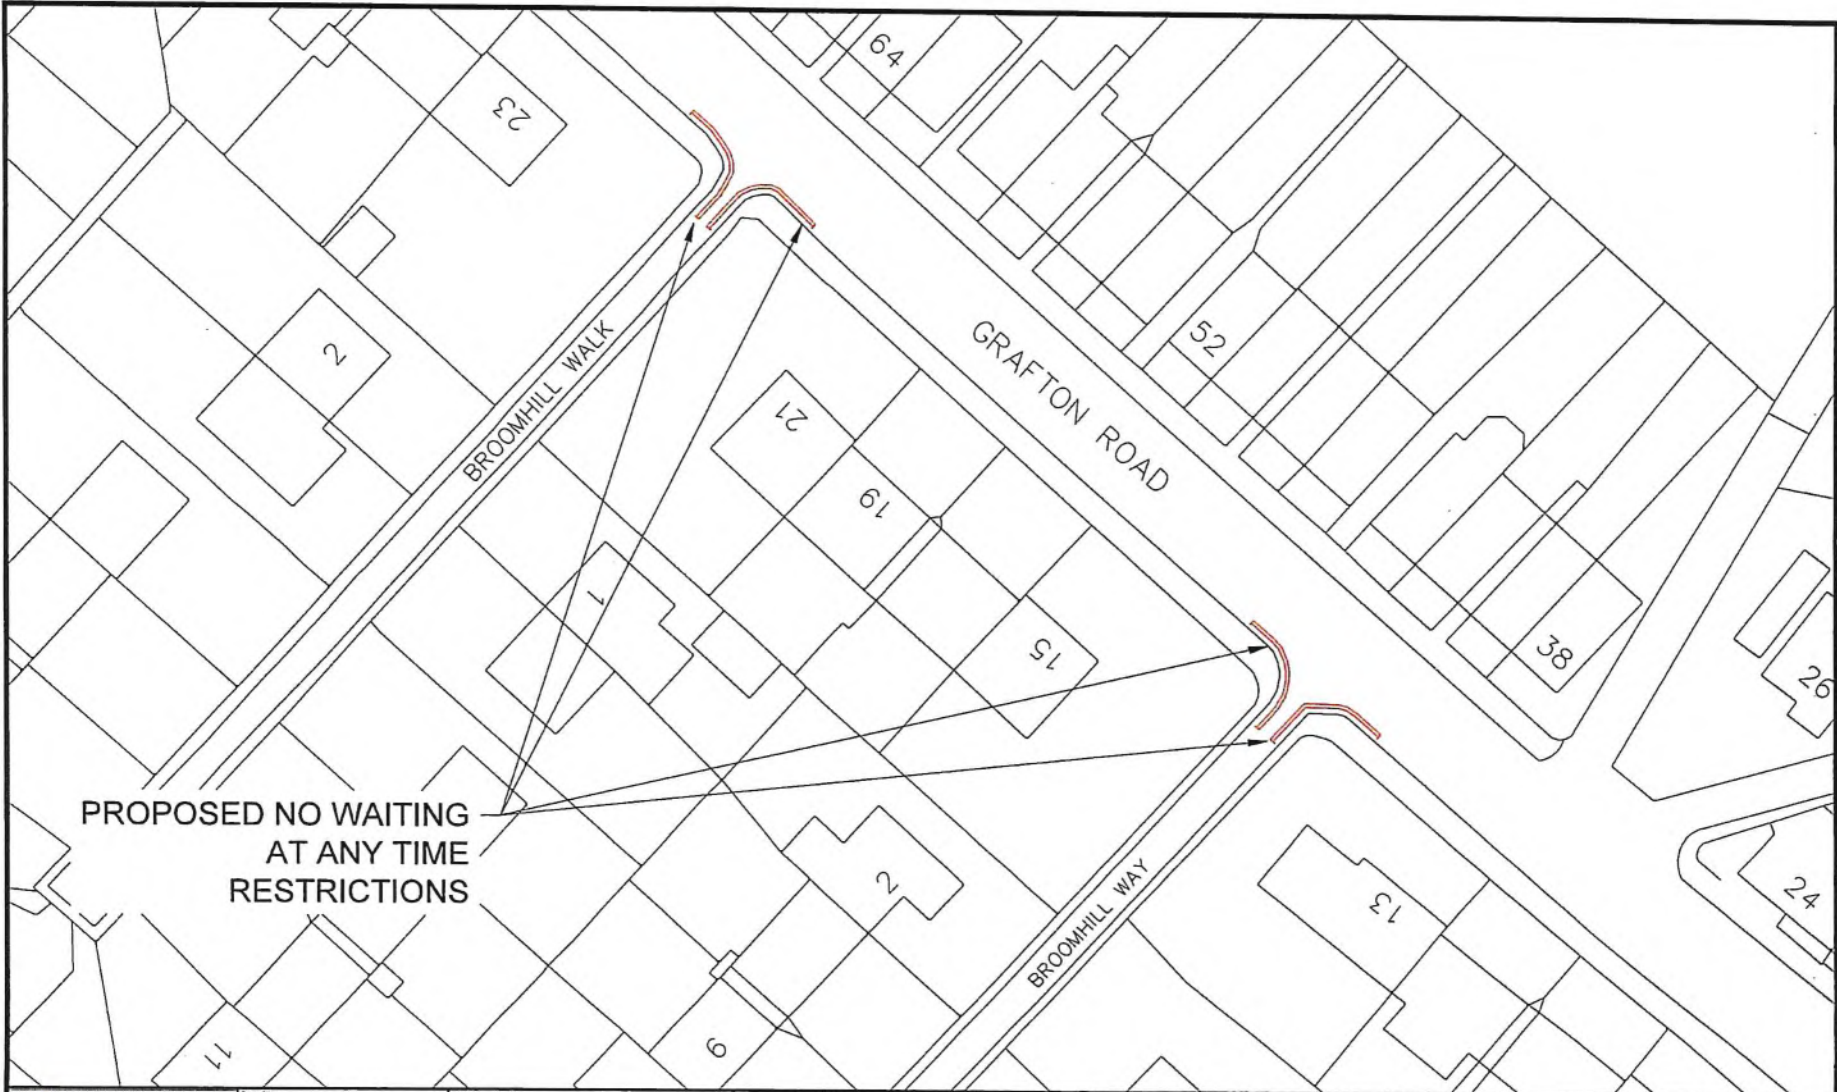 64
23
2
BROOMHILL WALK
GRAFTON ROAD
52
21
19
1
15
38
26
PROPOSED NO WAITING
AT ANY TIME
RESTRICTIONS
2
BROOMHILL WAY
13
24
11
9